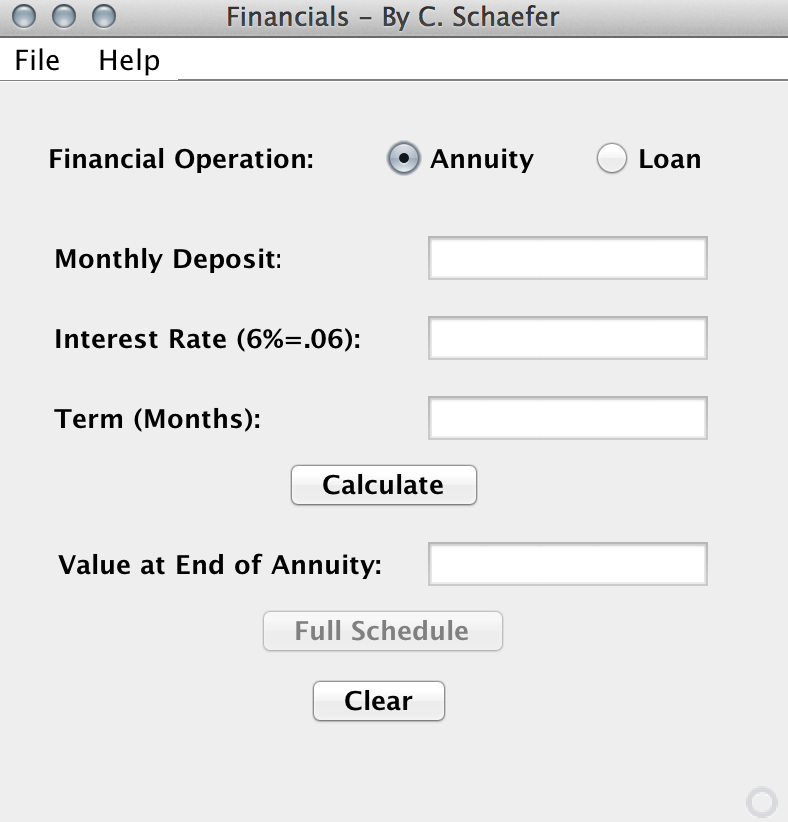 Financials – By C. Schaefer
File Help
Financial Operation: Annuity Loan
Monthly Deposit:
Interest Rate (6%=.06):
Term (Months):
Calculate
Value at End of Annuity:
Full Schedule
Clear